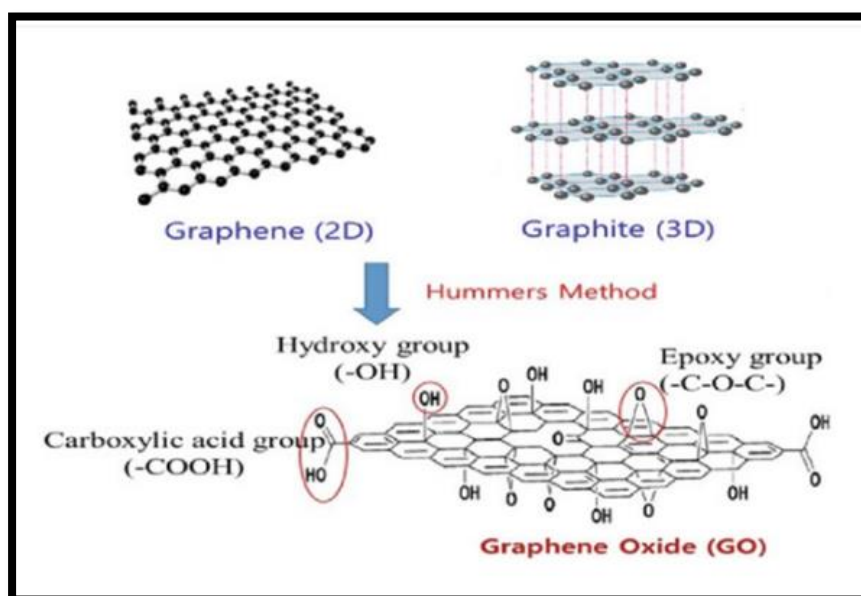 Graphene (2D)
Graphite (3D)
Hummers Method
Hydroxy group
(-OH)
Epoxy group
(-C-O-C-)
Carboxylic acid group
(-COOH)
O
HO
OH
O
OH
OH
O
O
O
OH
O
OH
O
O
OH
O
OH
Graphene Oxide (GO)